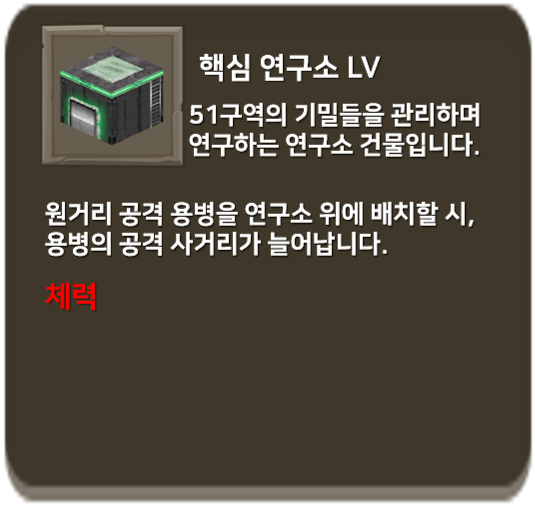 핵심 연구소 LV
51구역의 기밀들을 관리하며
연구하는 연구소 건물입니다.
원거리 공격 용병을 연구소 위에 배치할 시,
용병의 공격 사거리가 늘어납니다.
체력